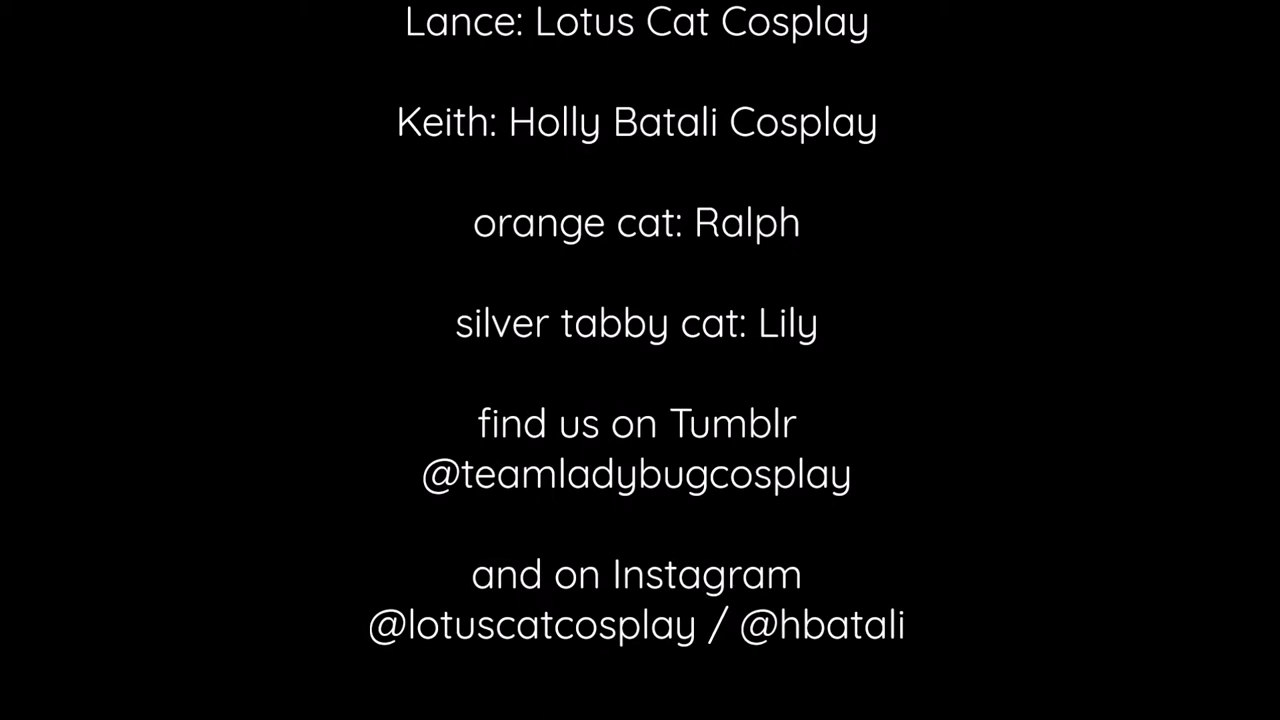 Lance: Lotus Cat Cosplay
Keith: Holly Batali Cosplay
orange cat: Ralph
silver tabby cat: Lily
find us on Tumblr
@teamladybugcosplay
and on Instagram
@lotuscatcosplay / @hbatali